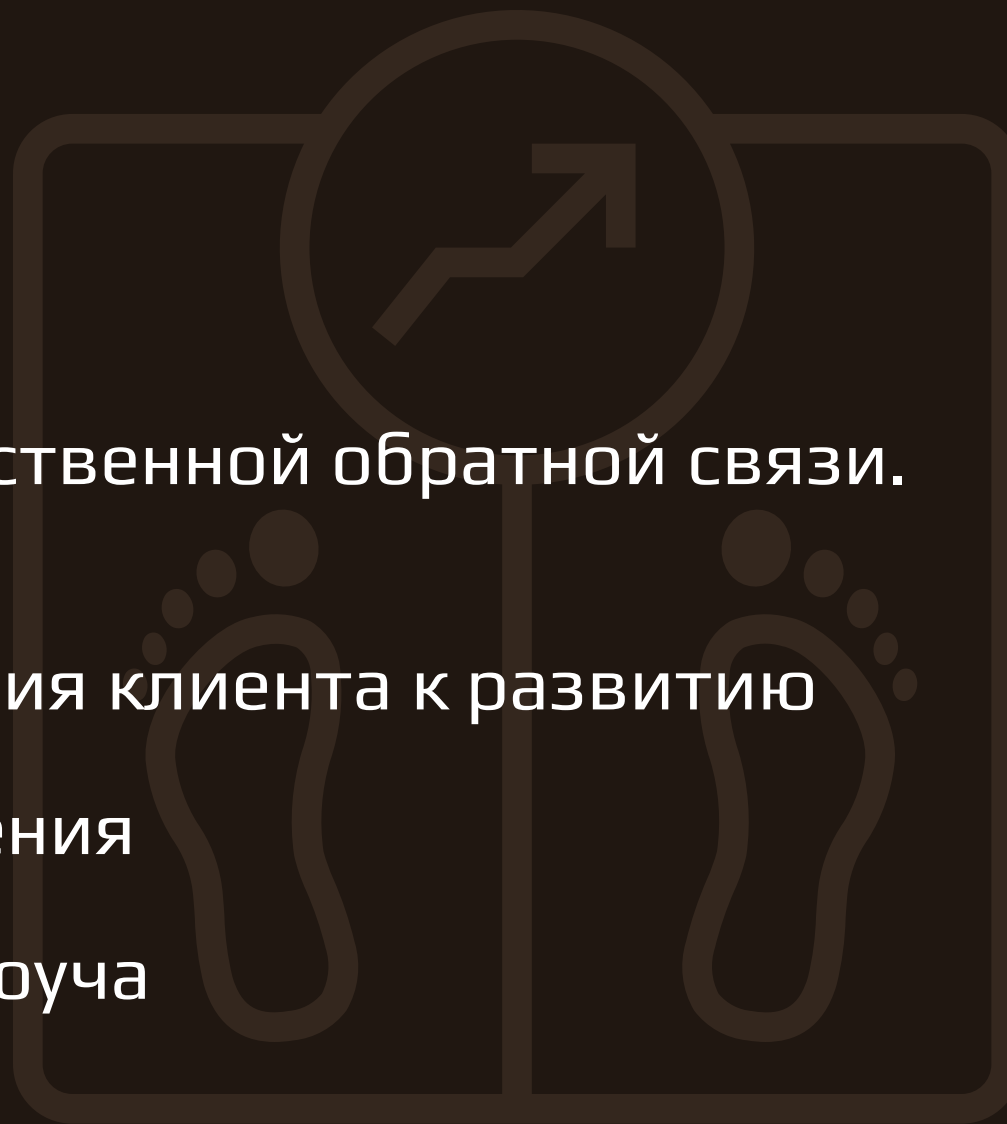 ственной обратной связи.
ия клиента к развитию
ения
оуча